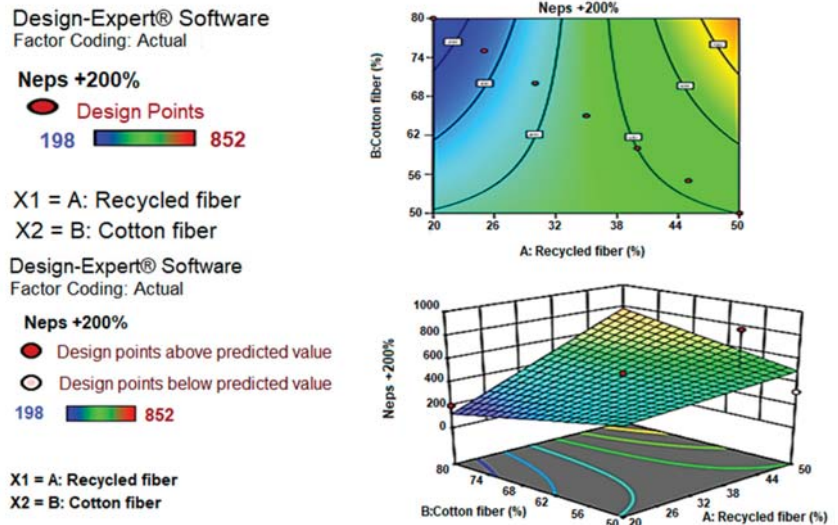 Design-Expert® Software
Factor Coding: Actual
Neps +200%
Design Points
198 852
X1 = A: Recycled fiber
X2 = B: Cotton fiber
Neps +200%
B:Cotton fiber (%)
80
74
68
62
56
50
20 26 32 38 44 50
A: Recycled fiber (%)
Design-Expert® Software
Factor Coding: Actual
Neps +200%
Design points above predicted value
Design points below predicted value
198 852
X1 = A: Recycled fiber
X2 = B: Cotton fiber
Neps +200%
1000
800
600
400
200
0
80 74 68 62 56 50
B:Cotton fiber (%)
20 26 32 38 44 50
A: Recycled fiber (%)